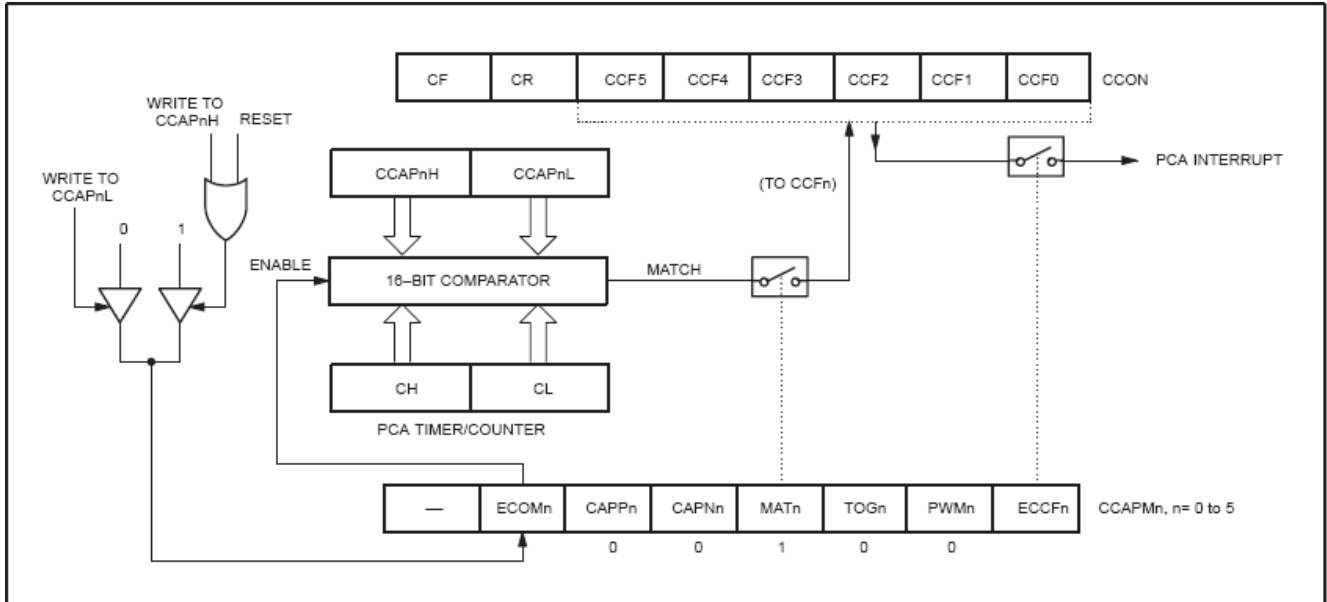 CF CR CCF5 CCF4 CCF3 CCF2 CCF1 CCF0 CCON
WRITE TO
CCAPnH RESET
CCAPnH CCAPnL
PCA INTERRUPT
WRITE TO
CCAPnL
(TO CCFn)
0 1
ENABLE
MATCH
16–BIT COMPARATOR
CH CL
PCA TIMER/COUNTER
— ECOMn CAPPn CAPNn MATn TOGn PWMn ECCFn CCAPMn, n= 0 to 5
0 0 1 0 0